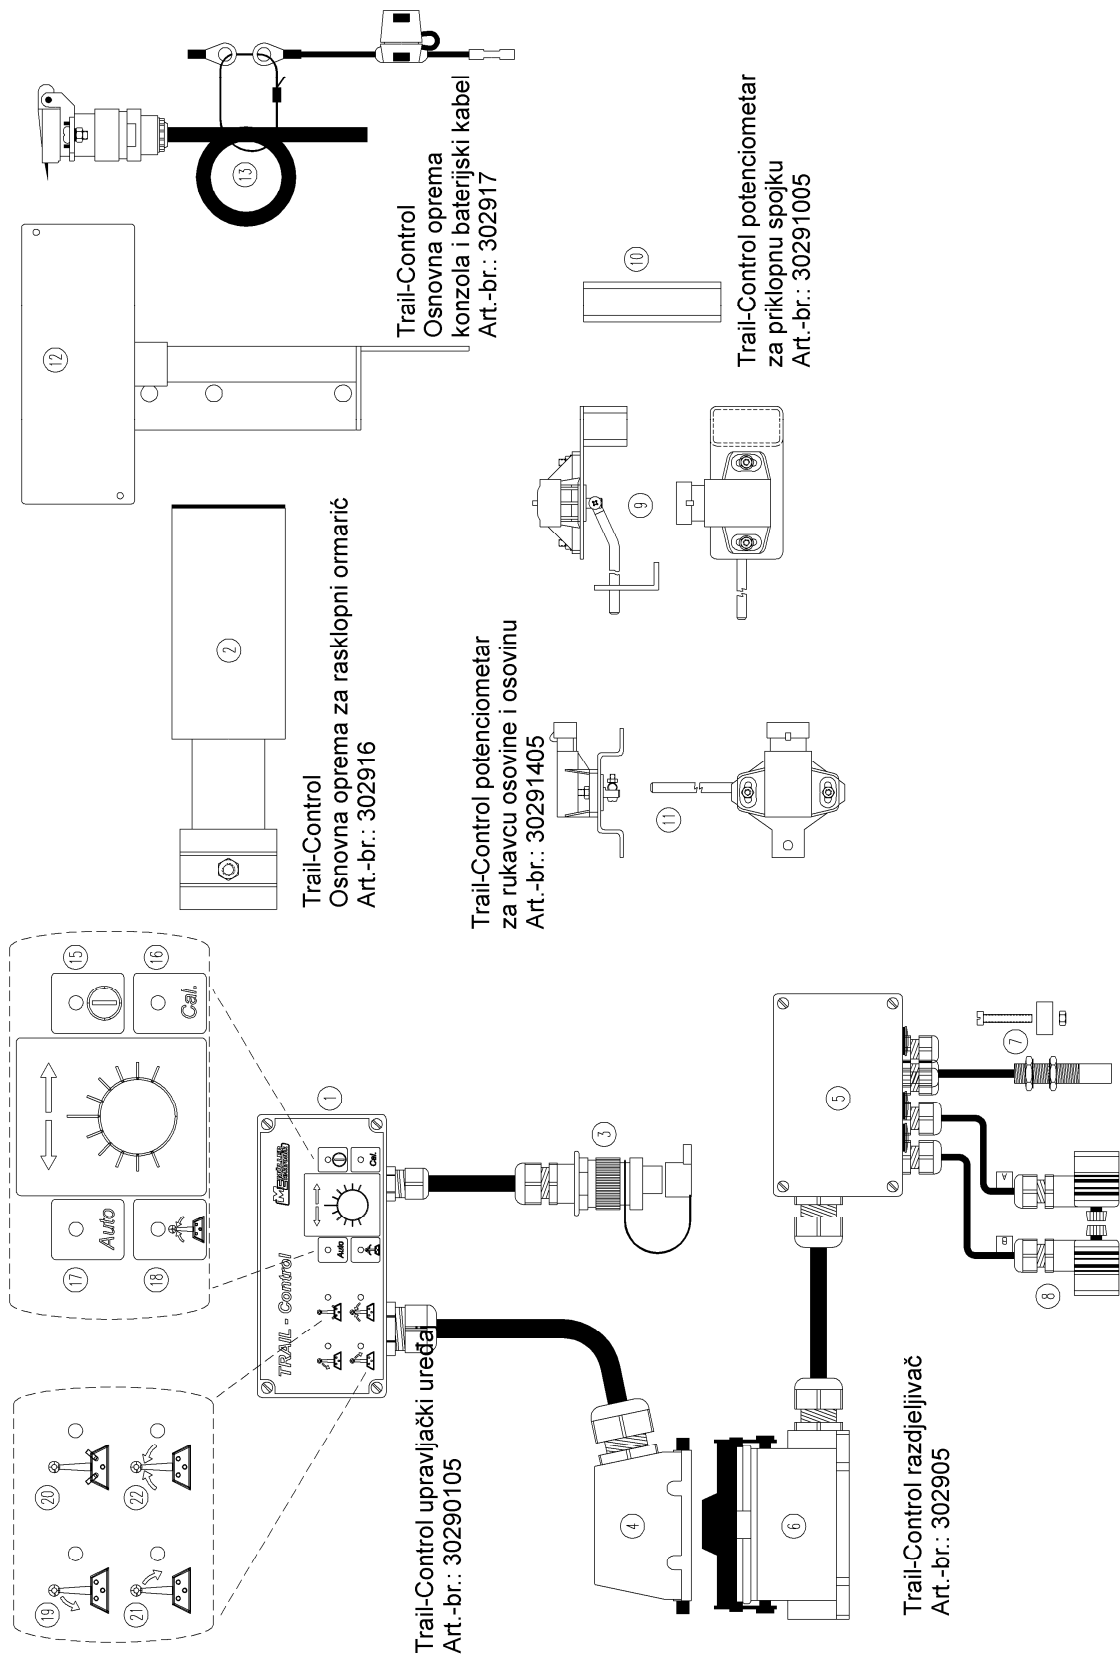 19
20
21
22
17
Auto
18
15
16
Cal.
TRAIL - Control
MÜLLER
ELEKTRONIK
Auto
Cal.
1
Trail-Control upravljački uređaj
Art.-br.: 30290105
3
4
6
5
7
8
A
B
Trail-Control razdjeljivač
Art.-br.: 302905
2
Trail-Control
Osnovna oprema za rasklopni ormarić
Art.-br.: 302916
12
13
Trail-Control
Osnovna oprema
konzola i baterijski kabel
Art.-br.: 302917
11
Trail-Control potenciometar
za rukavcu osovine i osovinu
Art.-br.: 30291405
9
10
Trail-Control potenciometar
za priklopnu spojku
Art.-br.: 30291005